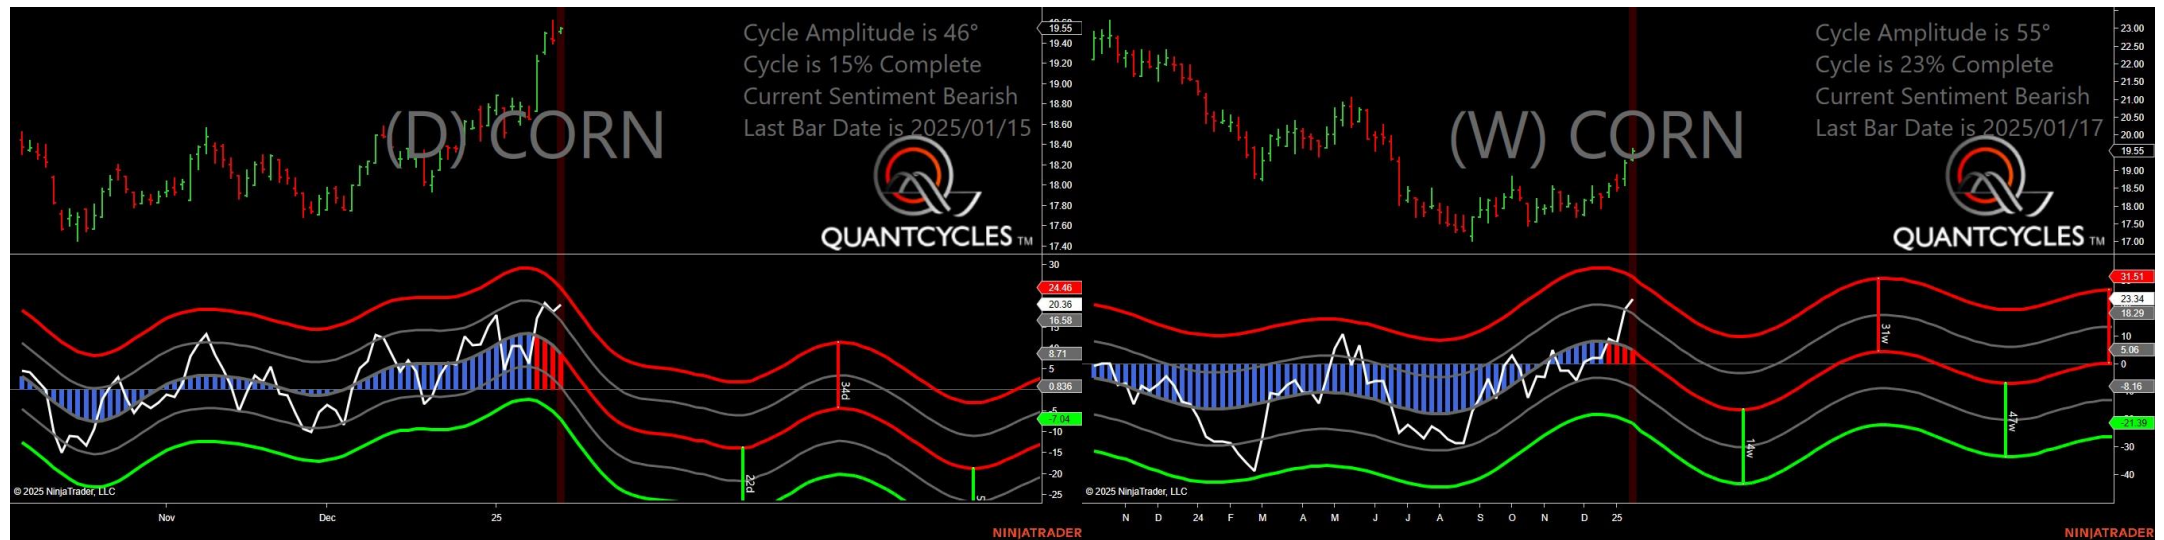 Cycle Amplitude is 46°
Cycle is 15% Complete
Current Sentiment Bearish
Last Bar Date is 2025/01/15
(D) CORN
QUANTCYCLES TM
19.55
19.40
19.20
19.00
18.80
18.60
18.40
18.20
18.00
17.80
17.60
17.40
30
24.46
20.36
16.58
8.71
5
0.836
-7.04
-10
-15
-20
-25
34d
22d
© 2025 NinjaTrader, LLC
Nov
Dec
25
NINJATRADER
Cycle Amplitude is 55°
Cycle is 23% Complete
Current Sentiment Bearish
Last Bar Date is 2025/01/17
(W) CORN
QUANTCYCLES TM
23.00
22.50
22.00
21.50
21.00
20.50
20.00
19.55
19.00
18.50
18.00
17.50
17.00
31.51
23.34
18.29
10
5.06
0
-8.16
-21.39
-30
-40
31w
14w
47w
© 2025 NinjaTrader, LLC
N D 24 F M A M J J A S O N D 25
NINJATRADER